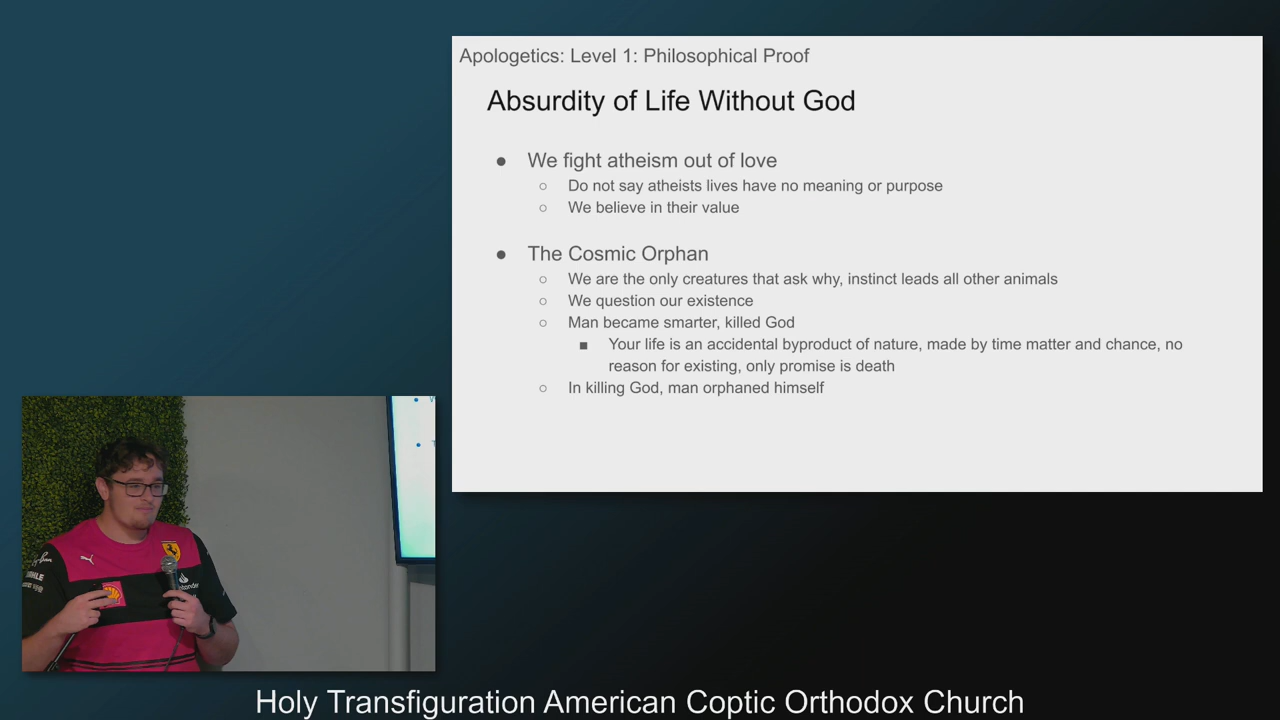 Apologetics: Level 1: Philosophical Proof
Absurdity of Life Without God
● We fight atheism out of love
○ Do not say atheists lives have no meaning or purpose
○ We believe in their value
● The Cosmic Orphan
○ We are the only creatures that ask why, instinct leads all other animals
○ We question our existence
○ Man became smarter, killed God
■ Your life is an accidental byproduct of nature, made by time matter and chance, no
reason for existing, only promise is death
○ In killing God, man orphaned himself
Holy Transfiguration American Coptic Orthodox Church